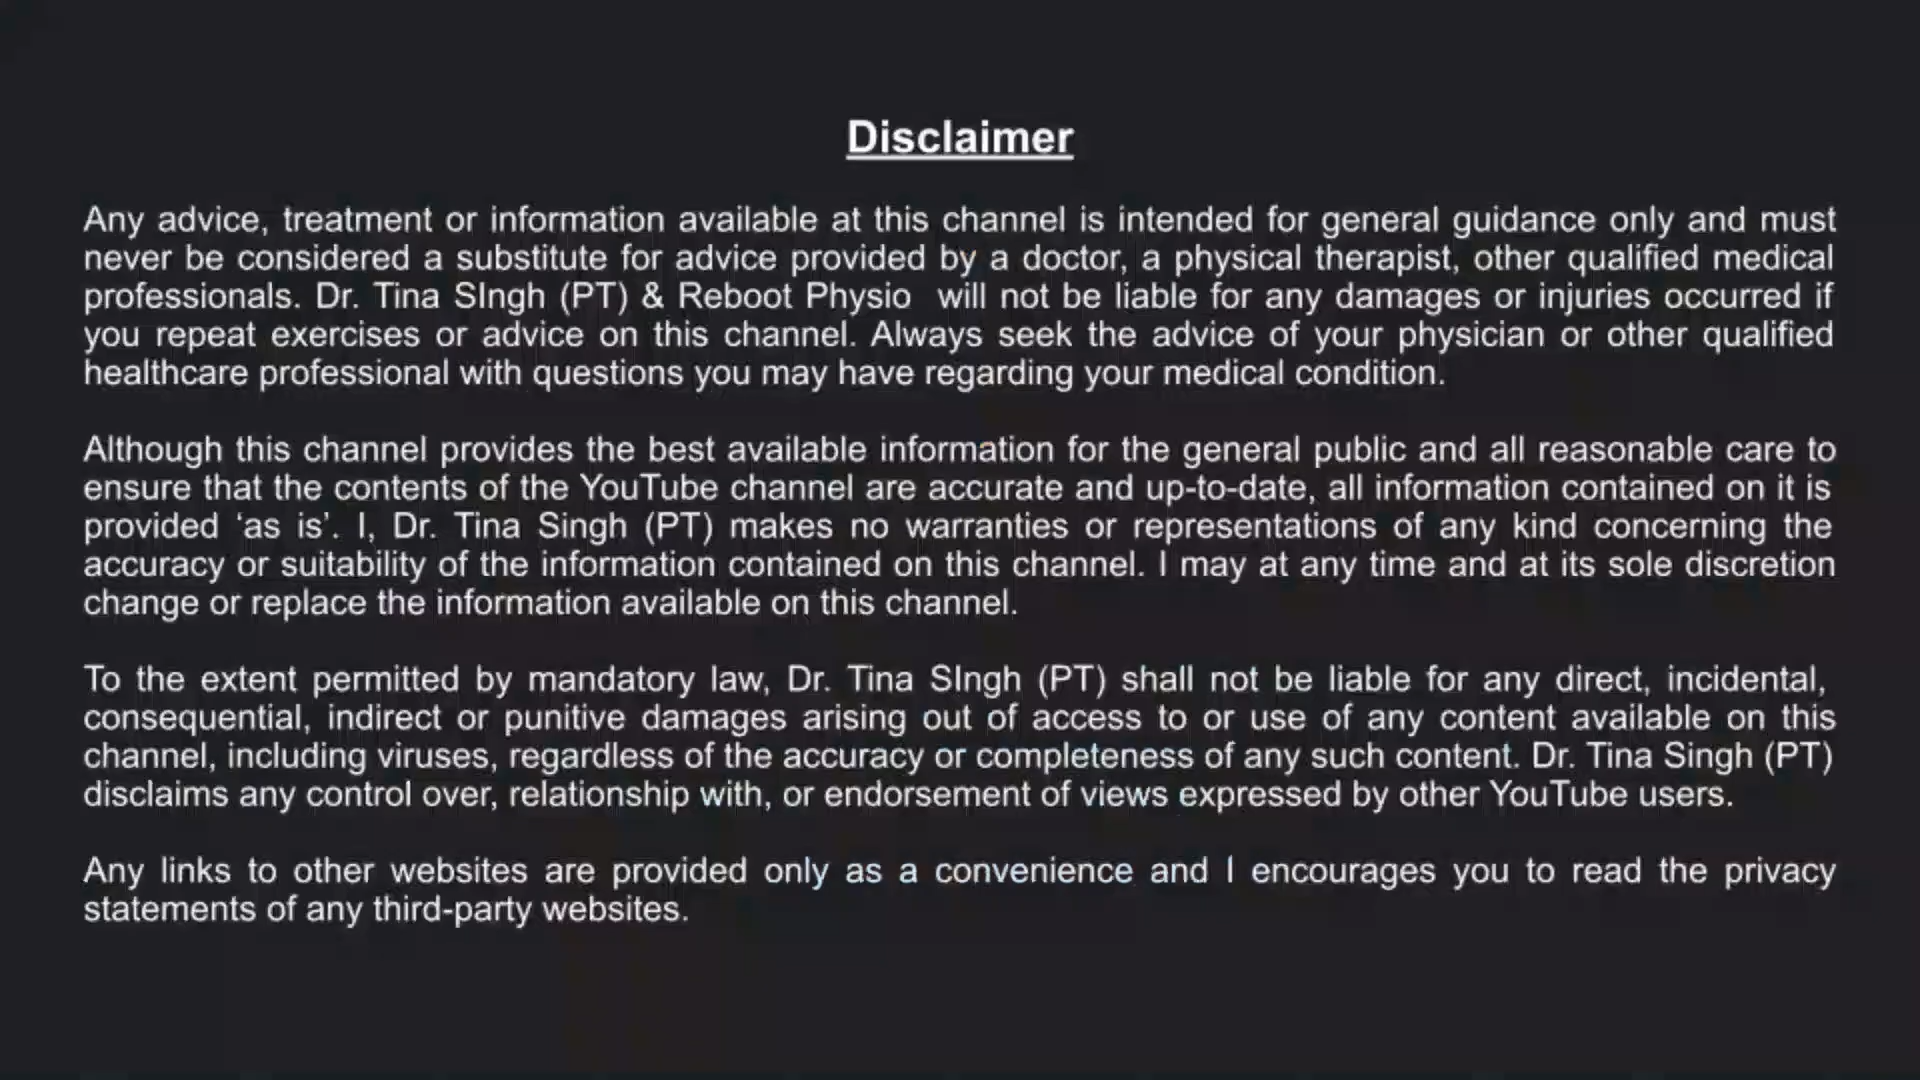 Disclaimer
Any advice, treatment or information available at this channel is intended for general guidance only and must
never be considered a substitute for advice provided by a doctor, a physical therapist, other qualified medical
professionals. Dr. Tina SIngh (PT) & Reboot Physio will not be liable for any damages or injuries occurred if
you repeat exercises or advice on this channel. Always seek the advice of your physician or other qualified
healthcare professional with questions you may have regarding your medical condition.
Although this channel provides the best available information for the general public and all reasonable care to
ensure that the contents of the YouTube channel are accurate and up-to-date, all information contained on it is
provided ‘as is’. I, Dr. Tina Singh (PT) makes no warranties or representations of any kind concerning the
accuracy or suitability of the information contained on this channel. I may at any time and at its sole discretion
change or replace the information available on this channel.
To the extent permitted by mandatory law, Dr. Tina SIngh (PT) shall not be liable for any direct, incidental,
consequential, indirect or punitive damages arising out of access to or use of any content available on this
channel, including viruses, regardless of the accuracy or completeness of any such content. Dr. Tina Singh (PT)
disclaims any control over, relationship with, or endorsement of views expressed by other YouTube users.
Any links to other websites are provided only as a convenience and I encourages you to read the privacy
statements of any third-party websites.